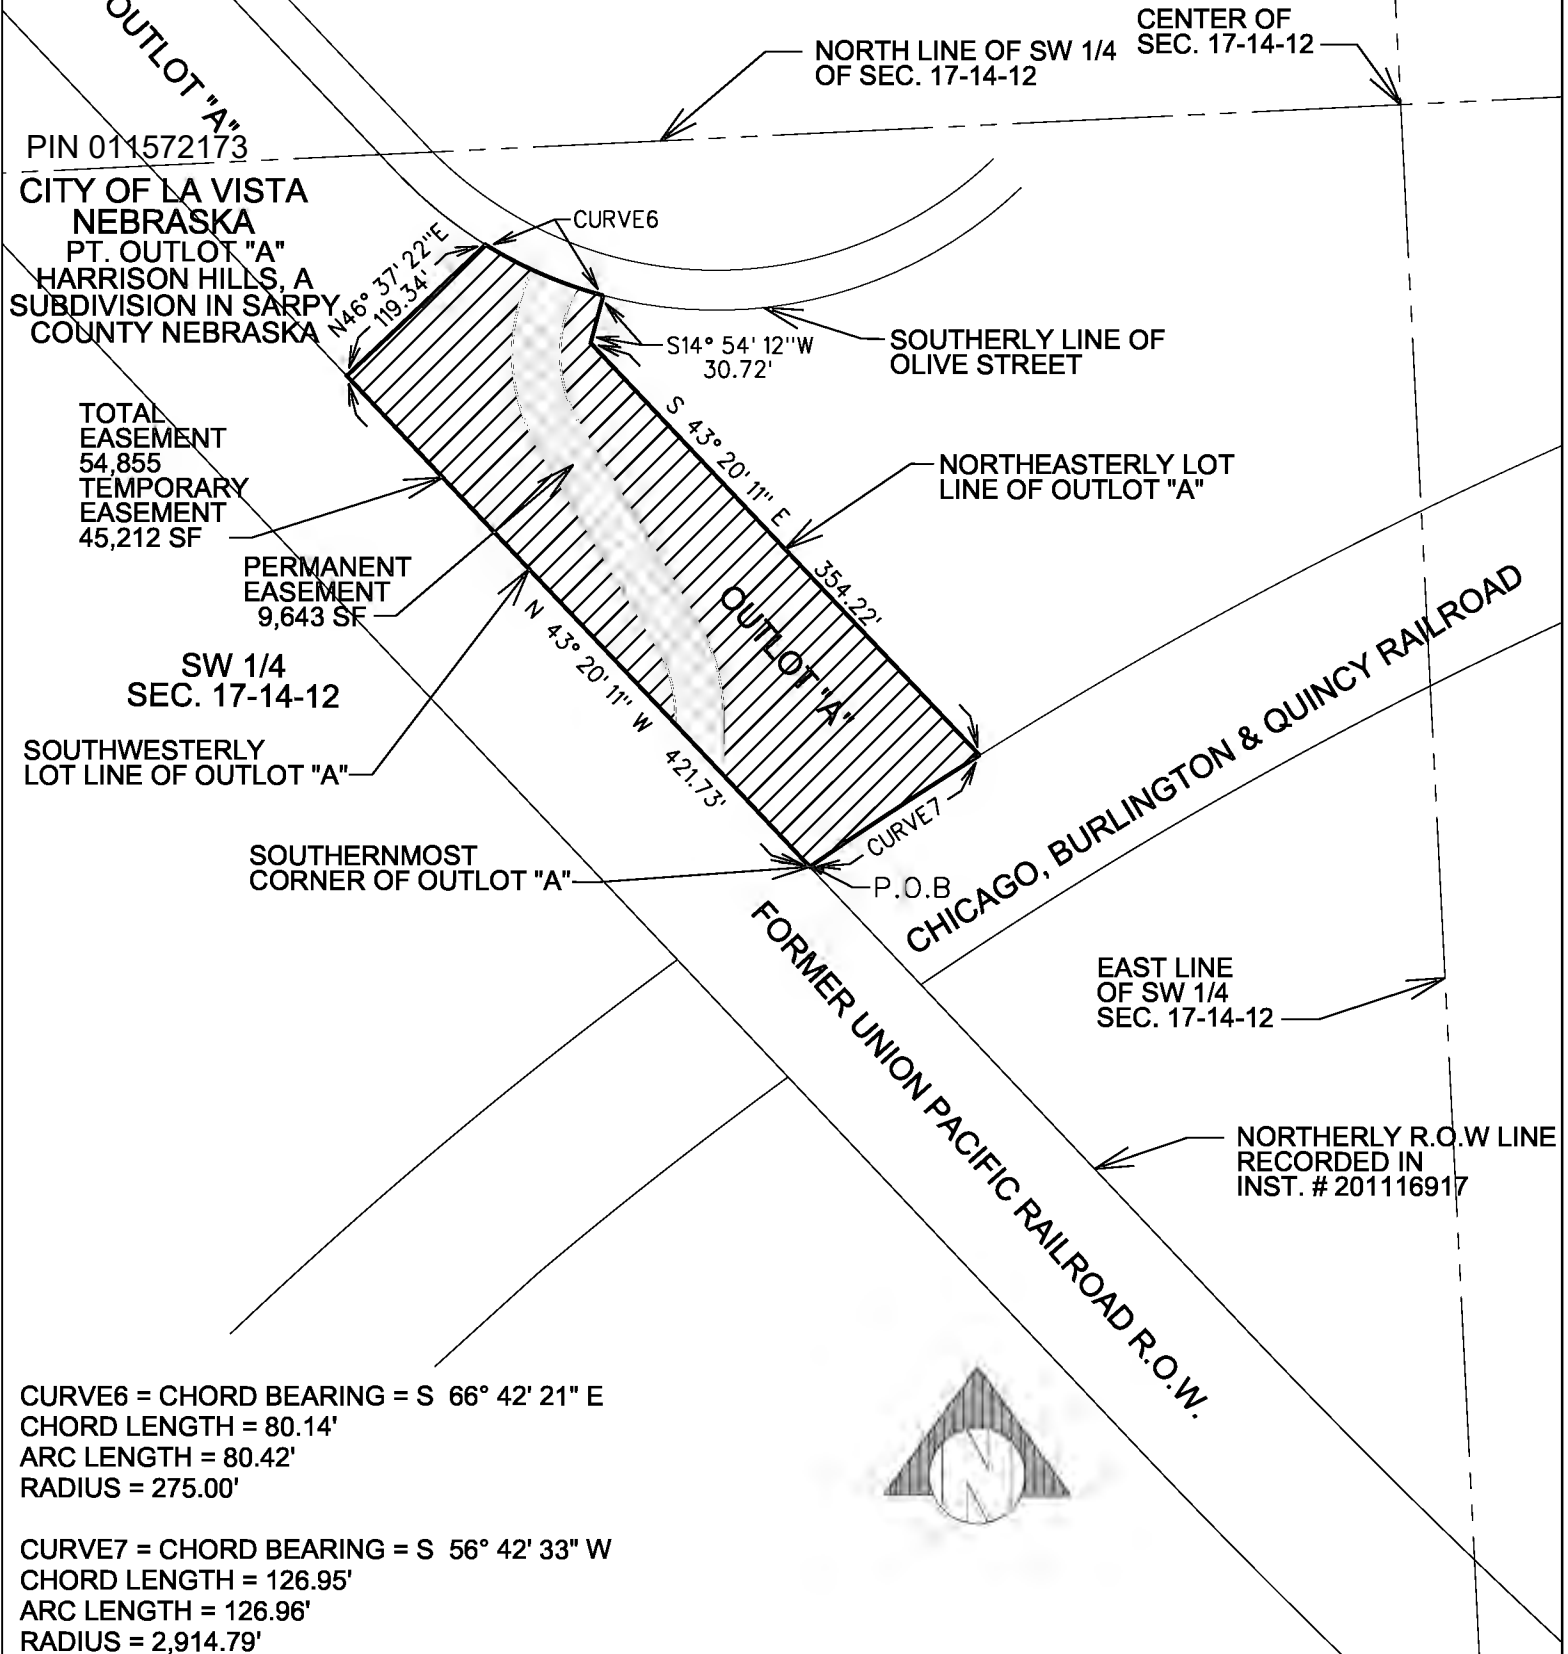 OUTLOT "A"
CENTER OF
SEC. 17-14-12
NORTH LINE OF SW 1/4
OF SEC. 17-14-12
PIN 011572173
CITY OF LA VISTA
NEBRASKA
PT. OUTLOT "A"
HARRISON HILLS, A
SUBDIVISION IN SARPY
COUNTY NEBRASKA
N46° 37' 22"E
119.34'
CURVE6
S14° 54' 12"W
30.72'
SOUTHERLY LINE OF
OLIVE STREET
TOTAL
EASEMENT
54,855
TEMPORARY
EASEMENT
45,212 SF
S 43° 20' 11" E 354.22'
NORTHEASTERLY LOT
LINE OF OUTLOT "A"
PERMANENT
EASEMENT
9,643 SF
OUTLOT "A"
N 43° 20' 11" W 421.73'
SW 1/4
SEC. 17-14-12
SOUTHWESTERLY
LOT LINE OF OUTLOT "A"
CHICAGO, BURLINGTON & QUINCY RAILROAD
CURVE7
SOUTHERNMOST
CORNER OF OUTLOT "A"
P.O.B
FORMER UNION PACIFIC RAILROAD R.O.W.
EAST LINE
OF SW 1/4
SEC. 17-14-12
NORTHERLY R.O.W LINE
RECORDED IN
INST. # 201116917
CURVE6 = CHORD BEARING = S 66° 42' 21" E
CHORD LENGTH = 80.14'
ARC LENGTH = 80.42'
RADIUS = 275.00'
N
CURVE7 = CHORD BEARING = S 56° 42' 33" W
CHORD LENGTH = 126.95'
ARC LENGTH = 126.96'
RADIUS = 2,914.79'